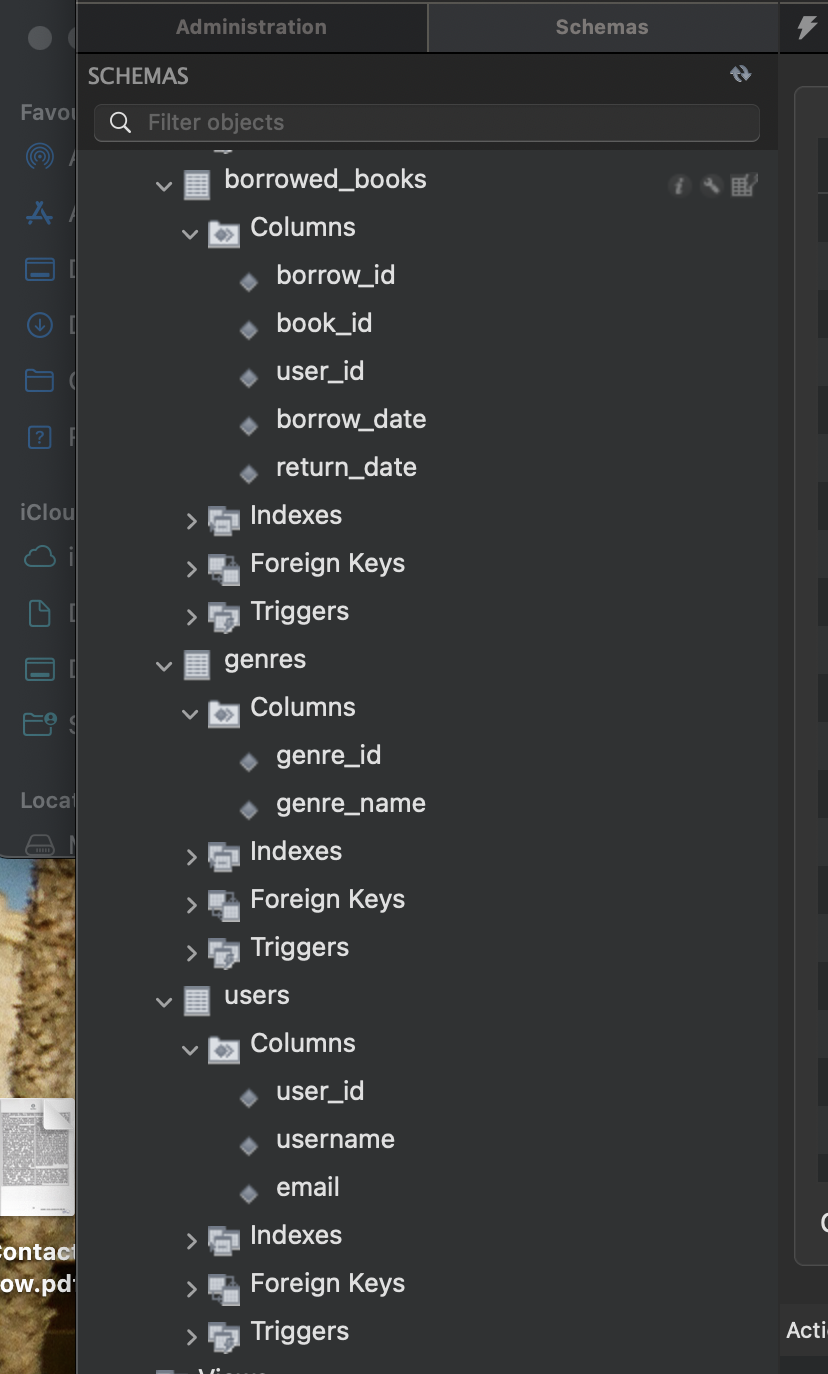 Administration
Schemas
SCHEMAS
Filter objects
borrowed_books
Columns
borrow_id
book_id
user_id
borrow_date
return_date
Indexes
Foreign Keys
Triggers
genres
Columns
genre_id
genre_name
Indexes
Foreign Keys
Triggers
users
Columns
user_id
username
email
Indexes
Foreign Keys
Triggers
Favou
iClou
Locat
ontac
ow.pdf
Acti